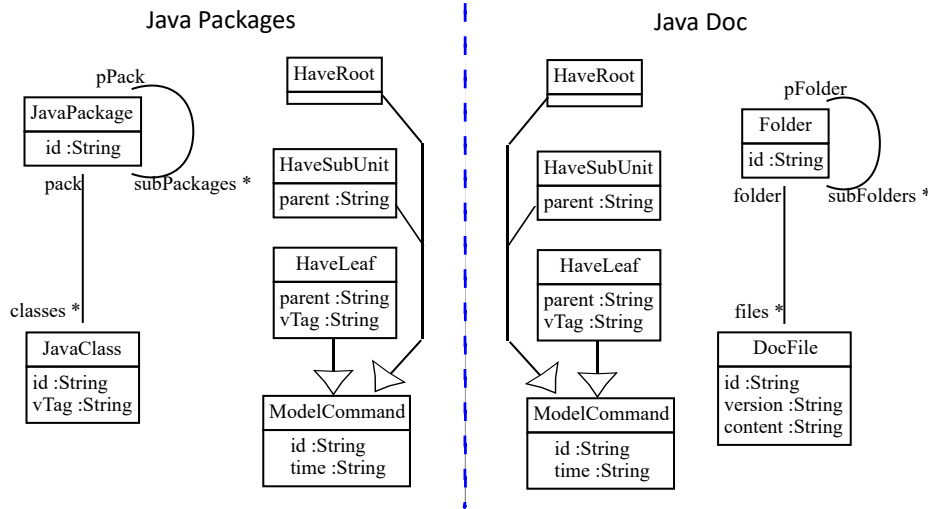 Java Packages
pPack
JavaPackage
id :String
pack
subPackages *
classes *
JavaClass
id :String
vTag :String
HaveRoot
HaveSubUnit
parent :String
HaveLeaf
parent :String
vTag :String
ModelCommand
id :String
time :String
Java Doc
HaveRoot
HaveSubUnit
parent :String
HaveLeaf
parent :String
vTag :String
ModelCommand
id :String
time :String
pFolder
Folder
id :String
folder
subFolders *
files *
DocFile
id :String
version :String
content :String